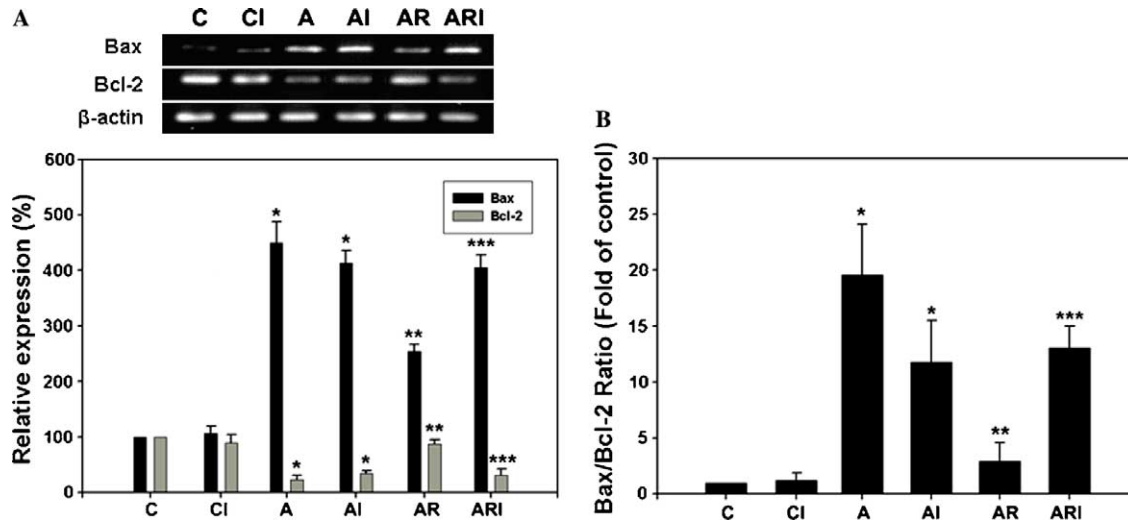 A
C CI A AI AR ARI
Bax
Bcl-2
β-actin
Relative expression (%)
600
500
400
300
200
100
0
Bax
Bcl-2
*
*
*
*
**
**
***
***
C CI A AI AR ARI
B
Bax/Bcl-2 Ratio (Fold of control)
30
25
20
15
10
5
0
*
*
**
***
C CI A AI AR ARI